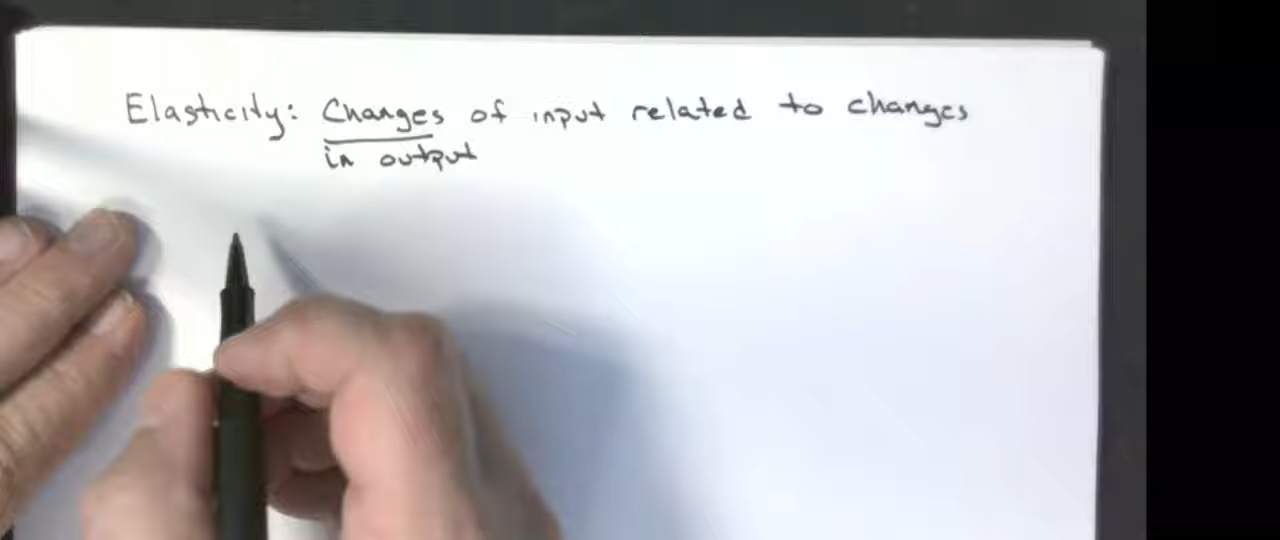 Elasticity: Changes of input related to changes
in output